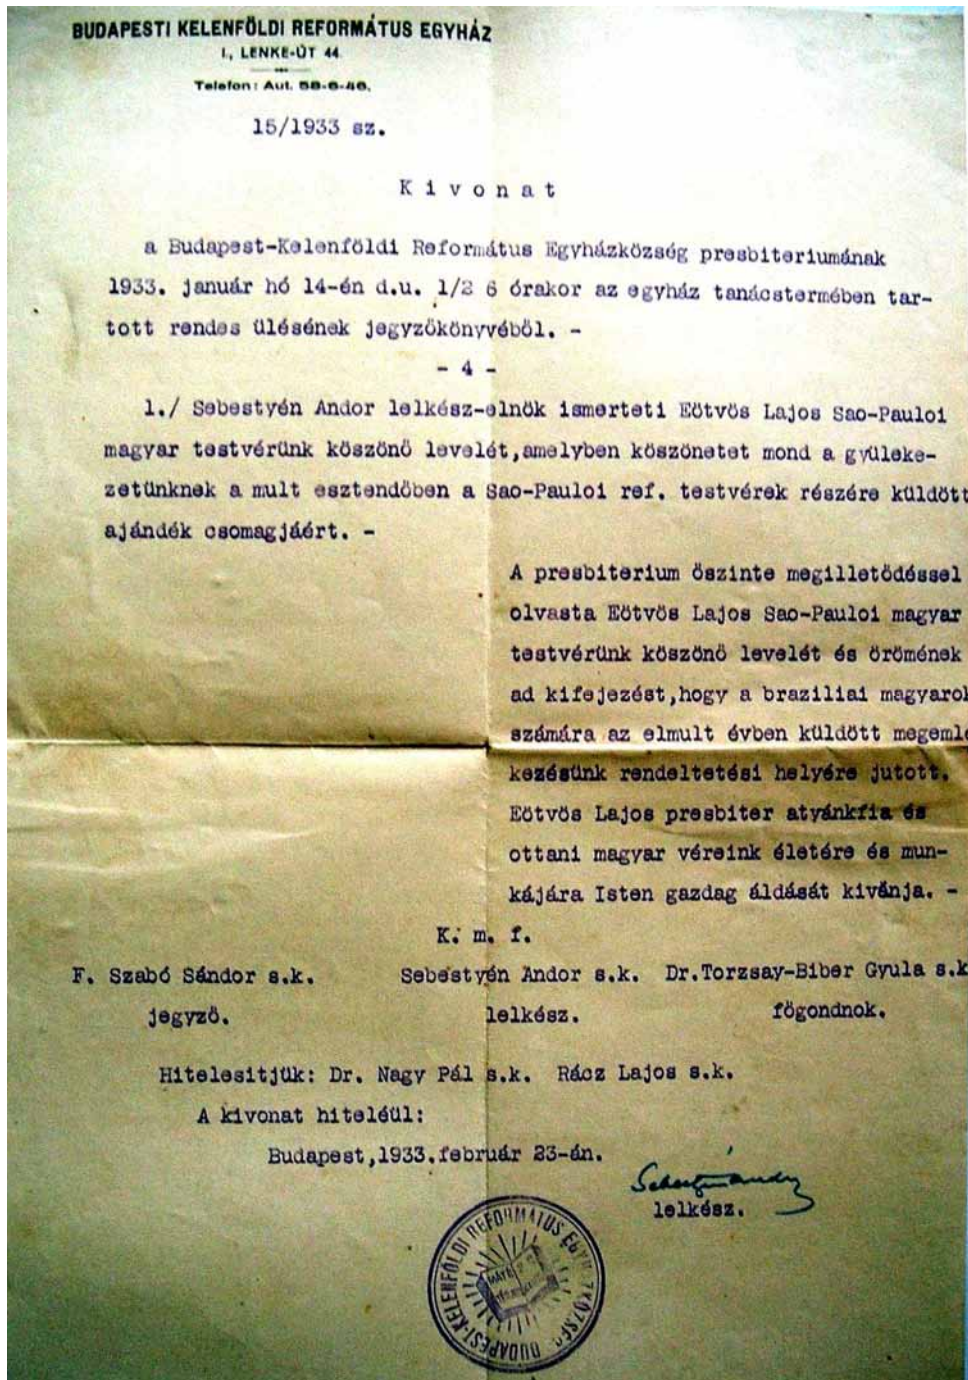 BUDAPESTI KELENFÖLDI REFORMÁTUS EGYHÁZ
I., LENKE-ÚT 44
Telefon: Aut. 58-6-46.
15/1933 sz.
Kivonat
a Budapest-Kelenföldi Református Egyházközség presbiteriumának
1933. január hó 14-én d.u. 1/2 6 órakor az egyház tanácstermében tar-
tott rendes ülésének jegyzőkönyvéből. -
- 4 -
1./ Sebestyén Andor lelkész-elnök ismerteti Eötvös Lajos Sao-Pauloi
magyar testvérünk köszönő levelét,amelyben köszönetet mond a gyüleke-
zetünknek a mult esztendőben a Sao-Pauloi ref. testvérek részére küldött
ajándék csomagjáért. -
A presbiterium őszinte megilletődéssel
olvasta Eötvös Lajos Sao-Pauloi magyar
testvérünk köszönő levelét és örömének
ad kifejezést,hogy a braziliai magyarok
számára az elmult évben küldött megemlé
kezésünk rendeltetési helyére jutott.
Eötvös Lajos presbiter atyánkfia és
ottani magyar véreink életére és mun-
kájára Isten gazdag áldását kivánja. -
K. m. f.
F. Szabó Sándor s.k. Sebestyén Andor s.k. Dr.Torzsay-Biber Gyula s.k
jegyző. lelkész. főgondnok.
Hitelesitjük: Dr. Nagy Pál s.k. Rácz Lajos s.k.
A kivonat hiteléül:
Budapest,1933.február 23-án.
lelkész.
BUDAPEST-KELENFÖLDI REFORMÁTUS EGYHÁZKÖZSÉG